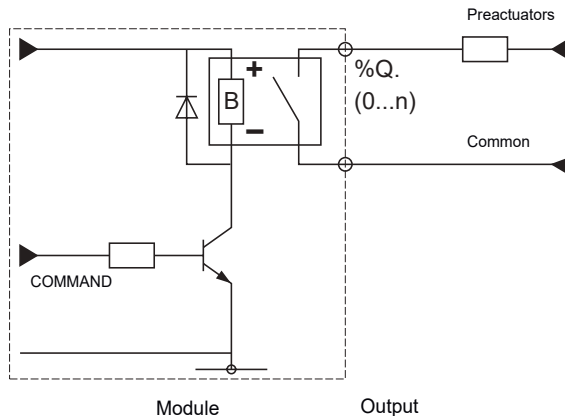 Preactuators
+
%Q.
(0...n)
B
−
Common
COMMAND
Module
Output